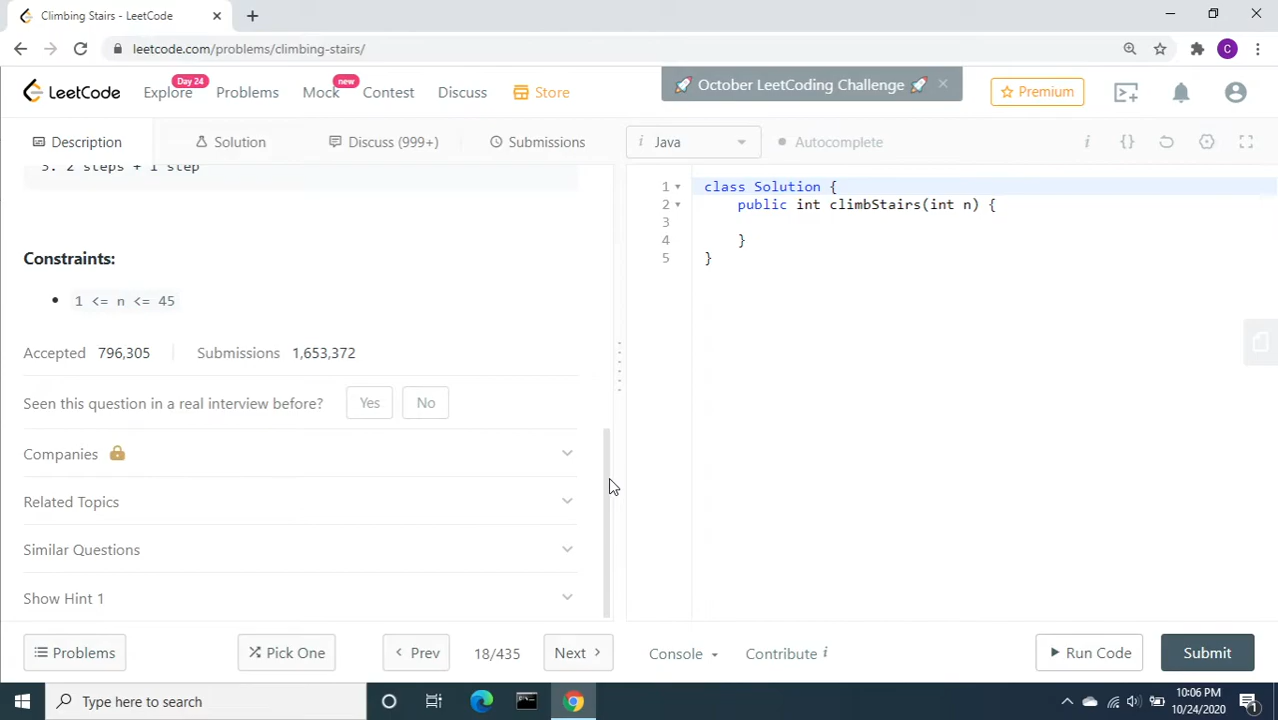 Climbing Stairs - LeetCode
leetcode.com/problems/climbing-stairs/
C
LeetCode
Explore
Day 24
Problems
Mock
new
Contest
Discuss
Store
🚀 October LeetCoding Challenge 🚀
Premium
Description
Solution
Discuss (999+)
Submissions
i Java
Autocomplete
i {}
3. 2 steps + 1 step
Constraints:
1 <= n <= 45
Accepted 796,305
Submissions 1,653,372
Seen this question in a real interview before?
Yes
No
Companies
Related Topics
Similar Questions
Show Hint 1
1 class Solution {
2 public int climbStairs(int n) {
3
4 }
5 }
Problems
Pick One
Prev
18/435
Next
Console
Contribute i
Run Code
Submit
Type here to search
10:06 PM
10/24/2020
1